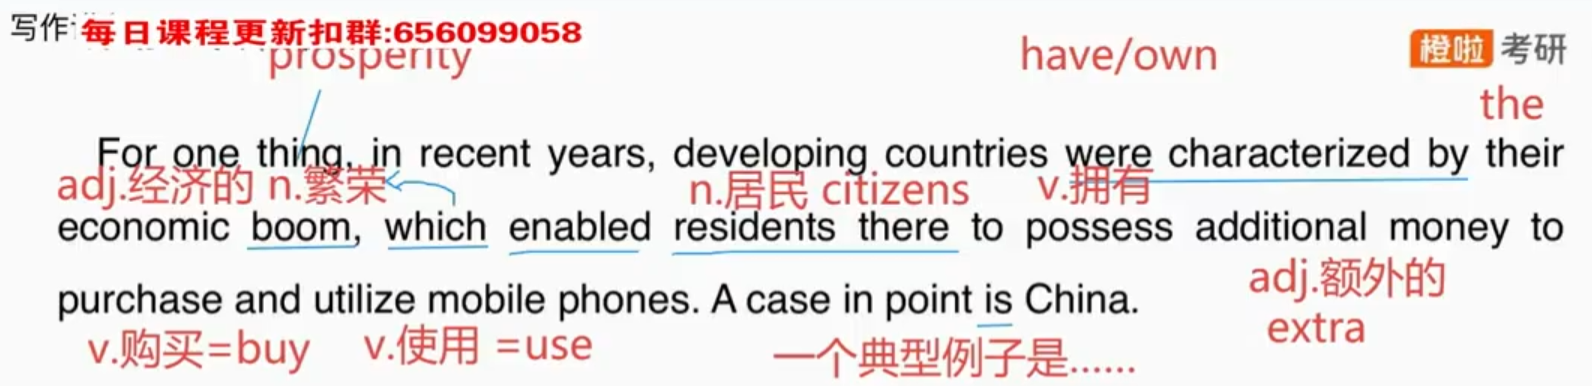 写作
每日课程更新扣群:656099058
prosperity
have/own
橙啦 考研
the
For one thing, in recent years, developing countries were characterized by their
adj.经济的 n.繁荣 n.居民 citizens v.拥有
economic boom, which enabled residents there to possess additional money to
adj.额外的
purchase and utilize mobile phones. A case in point is China.
extra
v.购买=buy v.使用 =use 一个典型例子是......